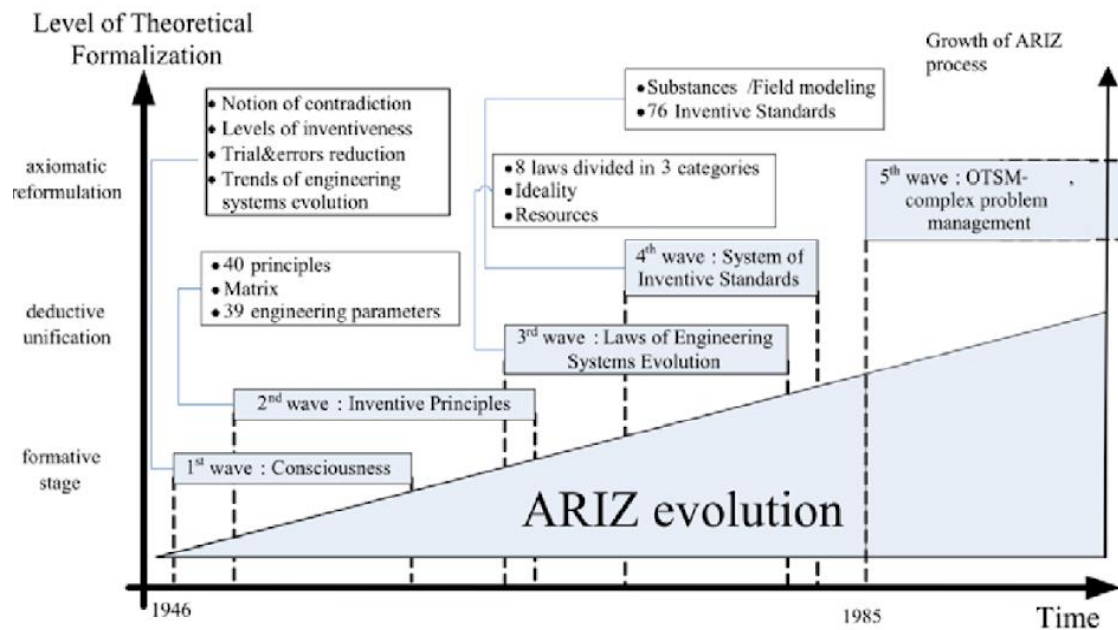 Level of Theoretical
Formalization
Growth of ARIZ
process
• Substances /Field modeling
• 76 Inventive Standards
• Notion of contradiction
• Levels of inventiveness
• Trial&errors reduction
• Trends of engineering
systems evolution
axiomatic
reformulation
• 8 laws divided in 3 categories
• Ideality
• Resources
5th wave : OTSM- ,
complex problem
management
• 40 principles
• Matrix
• 39 engineering parameters
4th wave : System of
Inventive Standards
deductive
unification
3rd wave : Laws of Engineering
Systems Evolution
2nd wave : Inventive Principles
formative
stage
1st wave : Consciousness
ARIZ evolution
1946
1985
Time